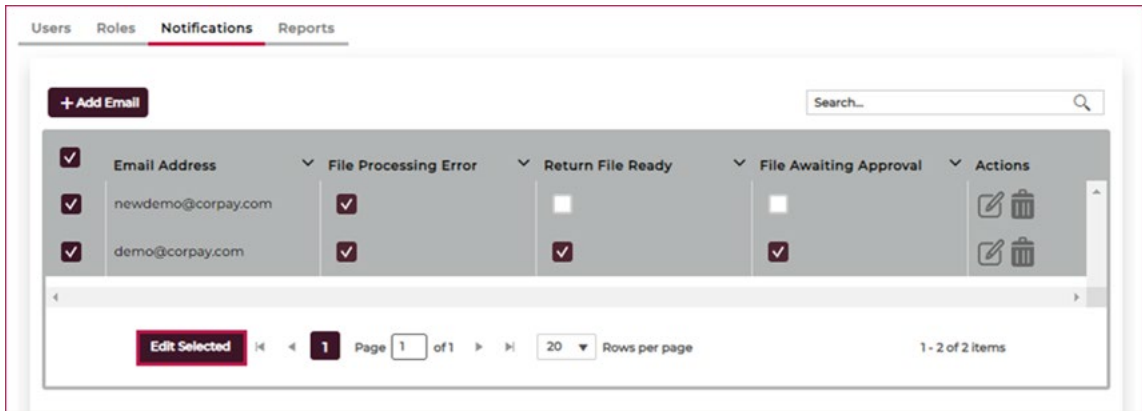 Users Roles Notifications Reports
+ Add Email
Search...
Email Address File Processing Error Return File Ready File Awaiting Approval Actions
newdemo@corpay.com
demo@corpay.com
Edit Selected 1 Page 1 of 1 20 Rows per page 1 - 2 of 2 items